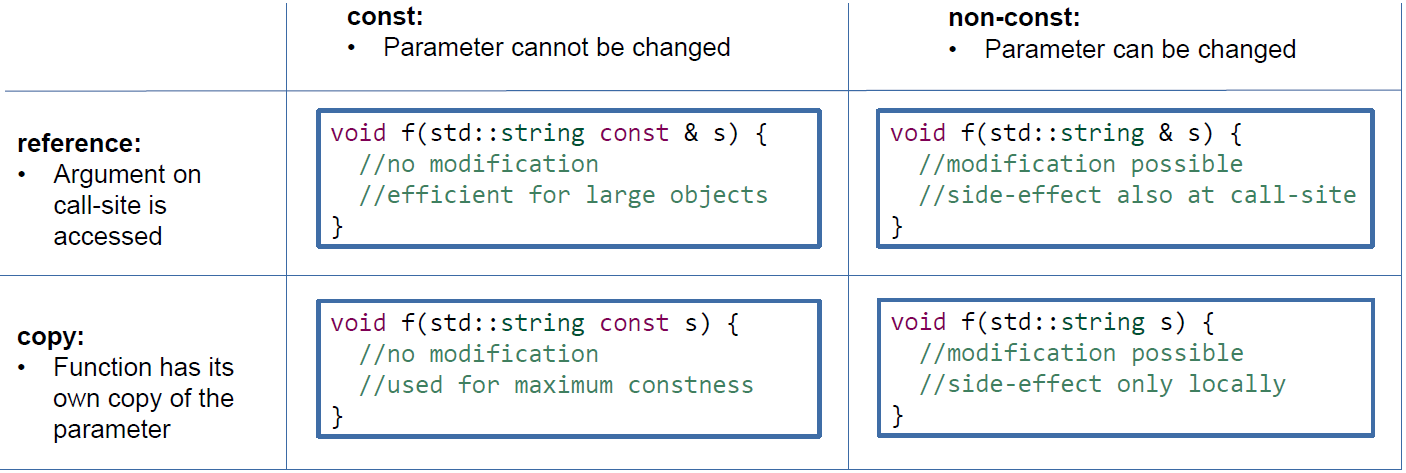 const:
• Parameter cannot be changed
non-const:
• Parameter can be changed
reference:
• Argument on
call-site is
accessed
void f(std::string const & s) {
  //no modification
  //efficient for large objects
}
void f(std::string & s) {
  //modification possible
  //side-effect also at call-site
}
copy:
• Function has its
own copy of the
parameter
void f(std::string const s) {
  //no modification
  //used for maximum constness
}
void f(std::string s) {
  //modification possible
  //side-effect only locally
}